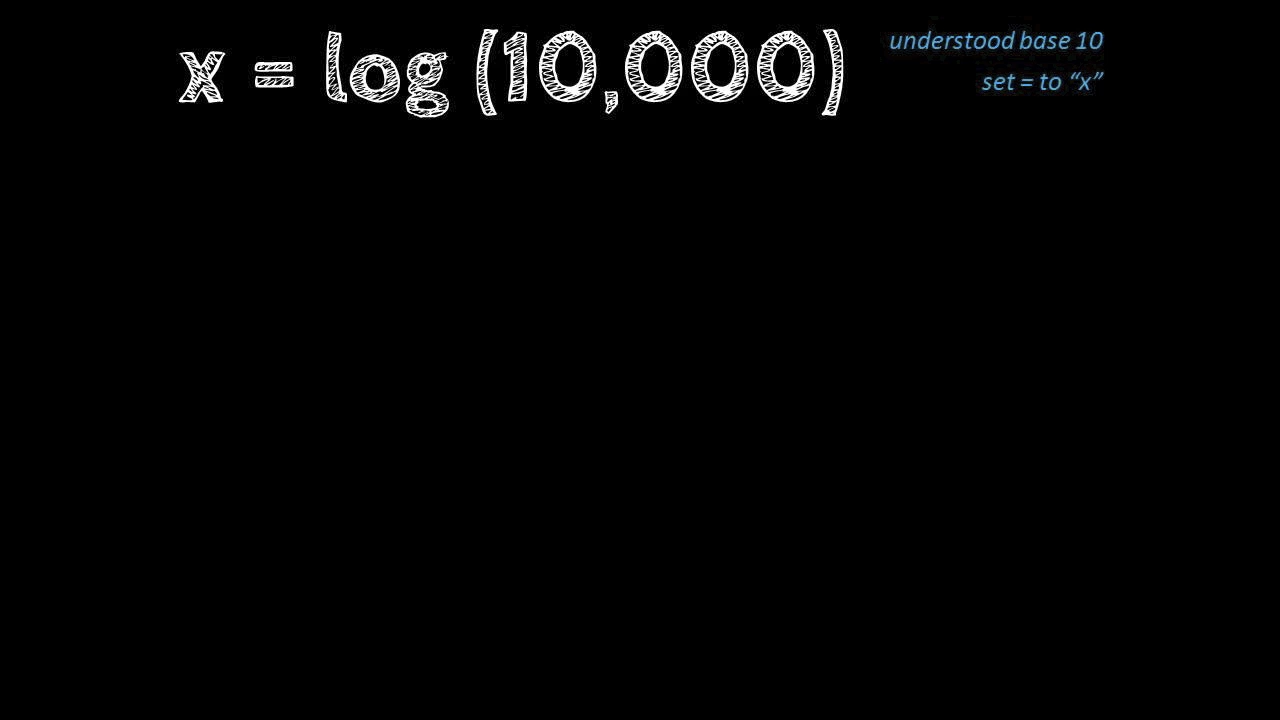 x = log (10,000)
understood base 10
set = to “x”